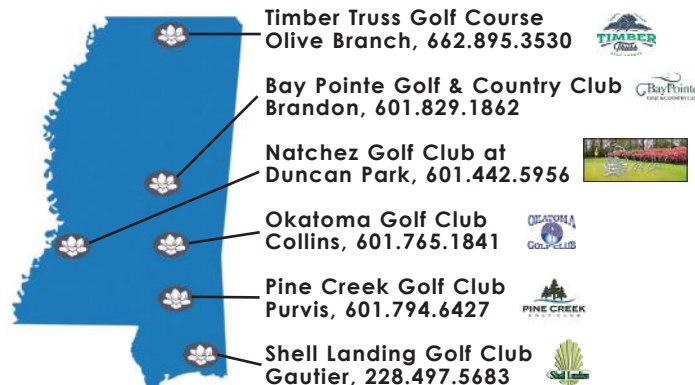 Timber Truss Golf Course
Olive Branch, 662.895.3530
TIMBER
Truss
Bay Pointe Golf & Country Club
Brandon, 601.829.1862
BayPointe
Natchez Golf Club at
Duncan Park, 601.442.5956
Okatoma Golf Club
Collins, 601.765.1841
OKATOMA
GOLF CLUB
Pine Creek Golf Club
Purvis, 601.794.6427
PINE CREEK
GOLF CLUB
Shell Landing Golf Club
Gautier, 228.497.5683
Shell Landing